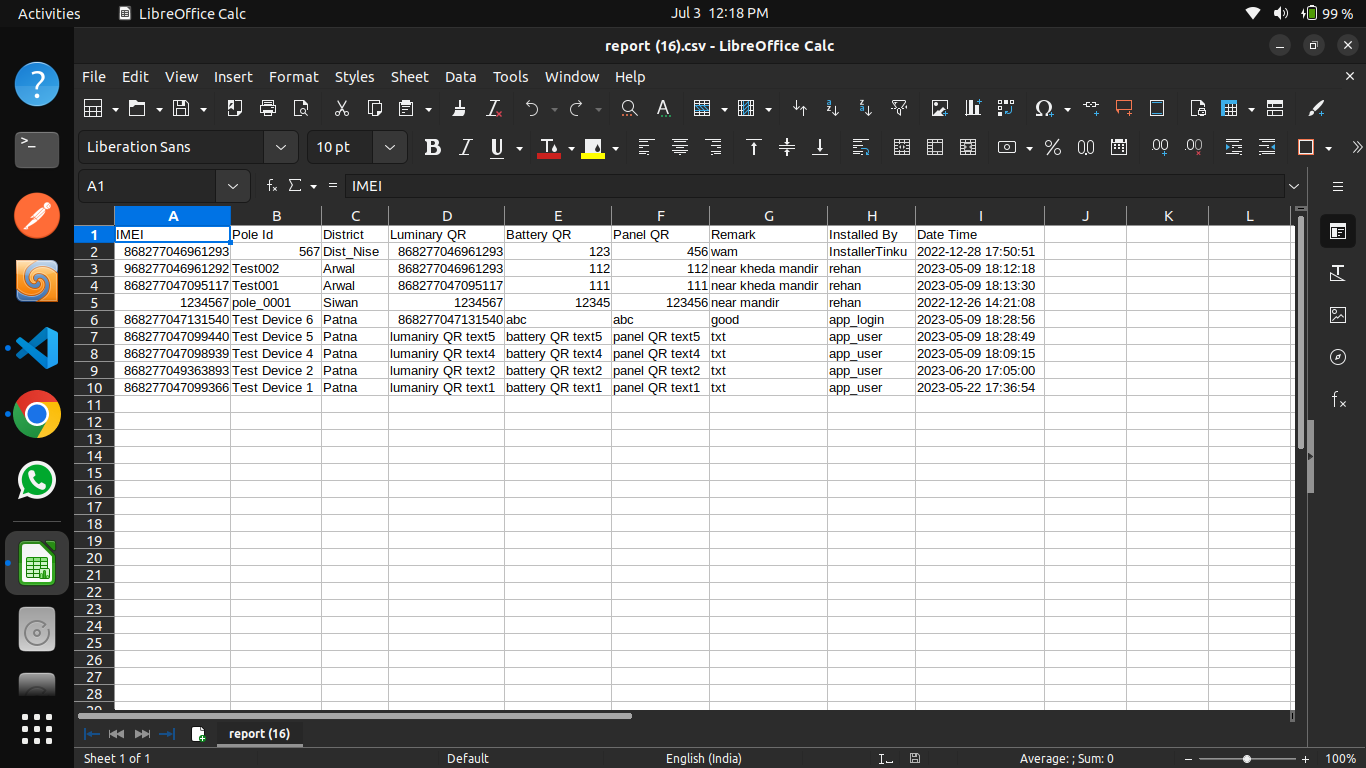 Activities LibreOffice Calc Jul 3 12:18 PM 99 %
report (16).csv - LibreOffice Calc
File Edit View Insert Format Styles Sheet Data Tools Window Help
Liberation Sans 10 pt
A1 IMEI
A B C D E F G H I J K L
1 IMEI Pole Id District Luminary QR Battery QR Panel QR Remark Installed By Date Time
2 868277046961293 567 Dist_Nise 868277046961293 123 456 wam InstallerTinku 2022-12-28 17:50:51
3 968277046961292 Test002 Arwal 868277046961293 112 112 near kheda mandir rehan 2023-05-09 18:12:18
4 868277047095117 Test001 Arwal 868277047095117 111 111 near kheda mandir rehan 2023-05-09 18:13:30
5 1234567 pole_0001 Siwan 1234567 12345 123456 near mandir rehan 2022-12-26 14:21:08
6 868277047131540 Test Device 6 Patna 868277047131540 abc abc good app_login 2023-05-09 18:28:56
7 868277047099440 Test Device 5 Patna lumaniry QR text5 battery QR text5 panel QR text5 txt app_user 2023-05-09 18:28:49
8 868277047098939 Test Device 4 Patna lumaniry QR text4 battery QR text4 panel QR text4 txt app_user 2023-05-09 18:09:15
9 868277049363893 Test Device 2 Patna lumaniry QR text2 battery QR text2 panel QR text2 txt app_user 2023-06-20 17:05:00
10 868277047099366 Test Device 1 Patna lumaniry QR text1 battery QR text1 panel QR text1 txt app_user 2023-05-22 17:36:54
11
12
13
14
15
16
17
18
19
20
21
22
23
24
25
26
27
28
29
report (16)
Sheet 1 of 1 Default English (India) Average: ; Sum: 0 100%